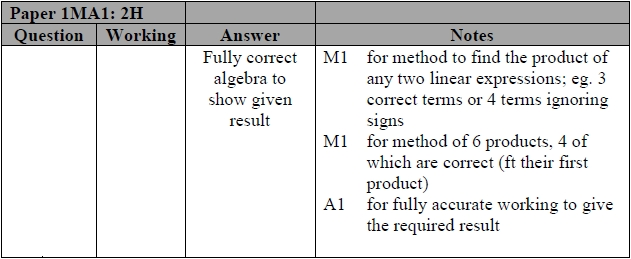 Paper 1MA1: 2H
Question Working Answer Notes
Fully correct algebra to show given result
M1 for method to find the product of
any two linear expressions; eg. 3
correct terms or 4 terms ignoring
signs
M1 for method of 6 products, 4 of
which are correct (ft their first
product)
A1 for fully accurate working to give
the required result